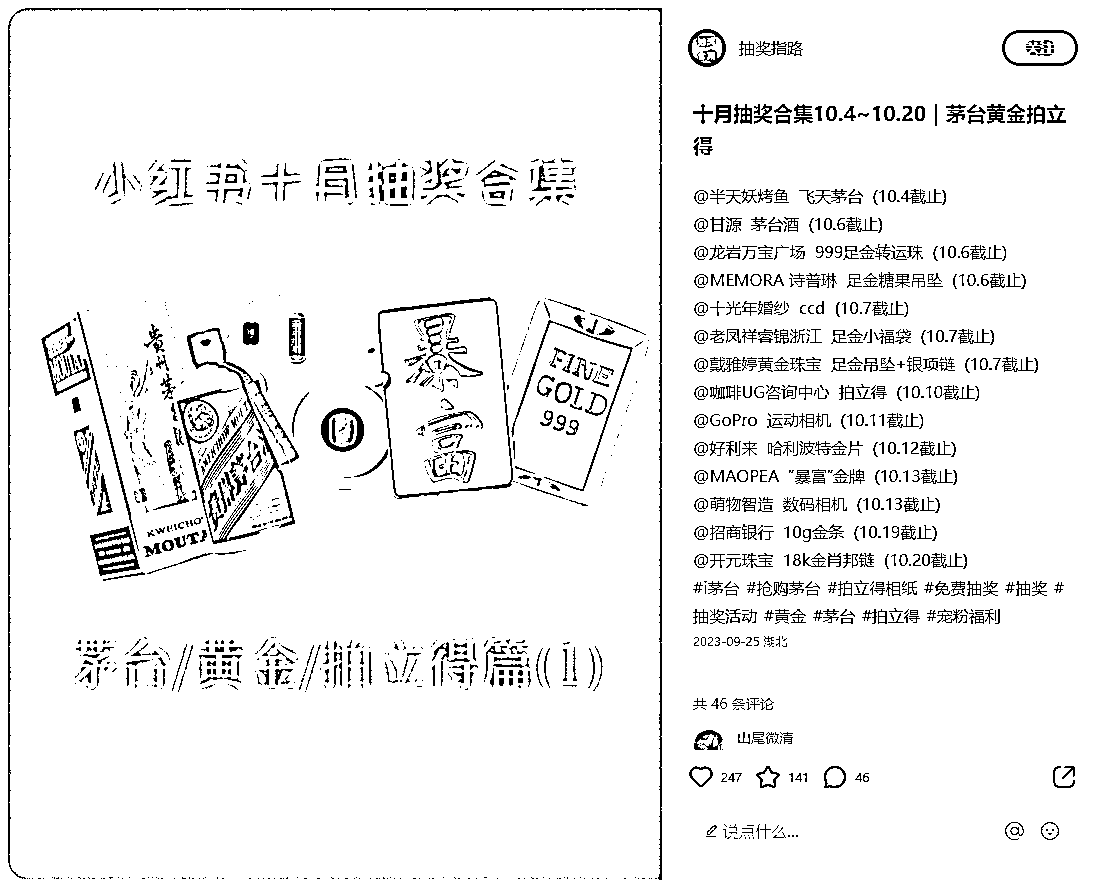 小红书十月抽奖合集
贵州茅
KWEICHO
MOUTA
暴富
FINE
GOLD
999
茅台/黄金/拍立得篇(1)
抽奖指路
十月抽奖合集10.4~10.20｜茅台黄金拍立
得
@半天妖烤鱼 飞天茅台 (10.4截止)
@甘源 茅台酒 (10.6截止)
@龙岩万宝广场 999足金转运珠 (10.6截止)
@MEMORA 诗普琳 足金糖果吊坠 (10.6截止)
@十光年婚纱 ccd (10.7截止)
@老凤祥睿锦浙江 足金小福袋 (10.7截止)
@戴雅婷黄金珠宝 足金吊坠+银项链 (10.7截止)
@咖啡UG咨询中心 拍立得 (10.10截止)
@GoPro 运动相机 (10.11截止)
@好利来 哈利波特金片 (10.12截止)
@MAOPEA “暴富”金牌 (10.13截止)
@萌物智造 数码相机 (10.13截止)
@招商银行 10g金条 (10.19截止)
@开元珠宝 18k金肖邦链 (10.20截止)
#i茅台 #抢购茅台 #拍立得相纸 #免费抽奖 #抽奖 #
抽奖活动 #黄金 #茅台 #拍立得 #宠粉福利
2023-09-25 湖北
共 46 条评论
山尾微清
247 141 46
说点什么...